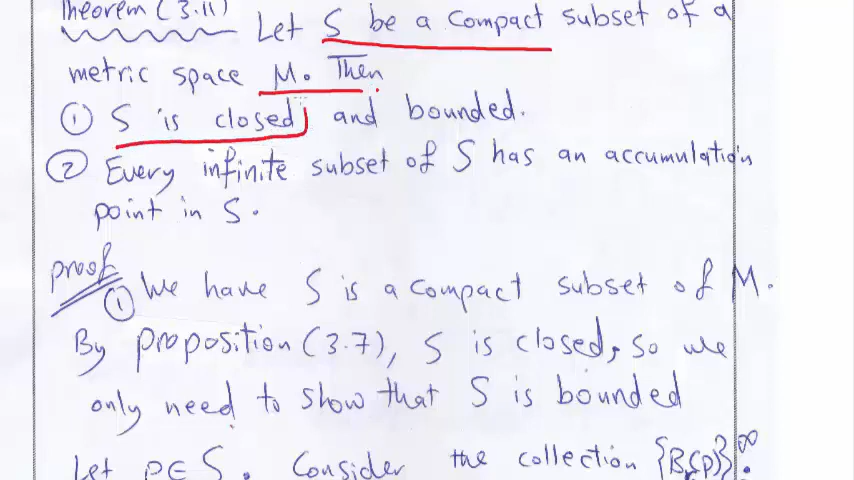 Theorem (3.11) Let S be a compact subset of a
metric space M. Then
① S is closed and bounded.
② Every infinite subset of S has an accumulation
point in S.
proof
① We have S is a compact subset of M.
By proposition (3.7), S is closed, so we
only need to show that S is bounded
Let p∈S. Consider the collection